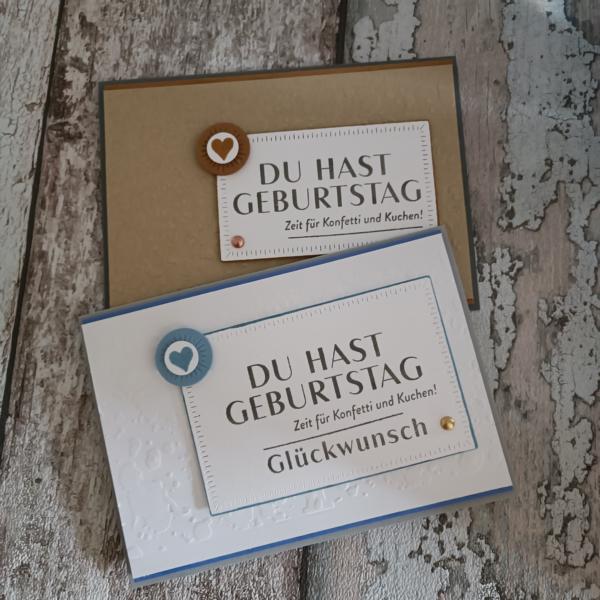 DU HAST
GEBURTSTAG
Zeit für Konfetti und Kuchen!
DU HAST
GEBURTSTAG
Zeit für Konfetti und Kuchen!
Glückwunsch